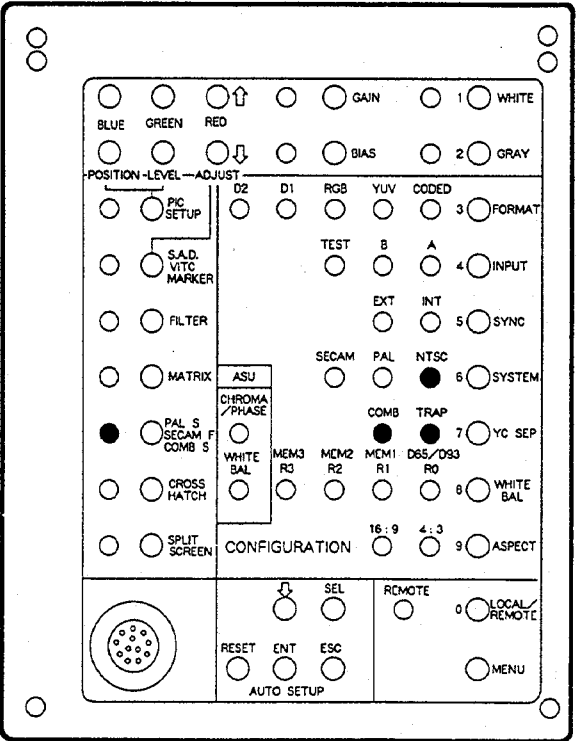 GAIN 1 WHITE
BLUE GREEN RED
BIAS 2 GRAY
POSITION-LEVEL-ADJUST
D2 D1 RGB YUV CODED
PIC SETUP
3 FORMAT
TEST B A
S.A.D. VITC MARKER
4 INPUT
EXT INT
FILTER
5 SYNC
SECAM PAL NTSC
MATRIX
ASU
6 SYSTEM
CHROMA /PHASE
COMB TRAP
PAL S SECAM F COMB S
7 YC SEP
WHITE BAL
MEM3 MEM2 MEM1 D65/D93
R3 R2 R1 R0
CROSS HATCH
8 WHITE BAL
16:9 4:3
SPLIT SCREEN
CONFIGURATION
9 ASPECT
SEL
REMOTE
0 LOCAL/ REMOTE
RESET ENT ESC
MENU
AUTO SETUP